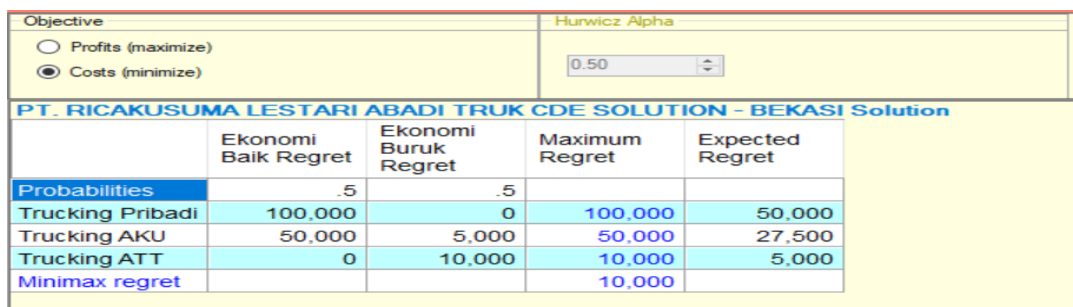 Objective
Hurwicz Alpha
Profits (maximize)
Costs (minimize)
0.50
PT. RICAKUSUMA LESTARI ABADI TRUK CDE SOLUTION - BEKASI Solution
Ekonomi Baik Regret Ekonomi Buruk Regret Maximum Regret Expected Regret
Probabilities .5 .5
Trucking Pribadi 100,000 0 100,000 50,000
Trucking AKU 50,000 5,000 50,000 27,500
Trucking ATT 0 10,000 10,000 5,000
Minimax regret 10,000